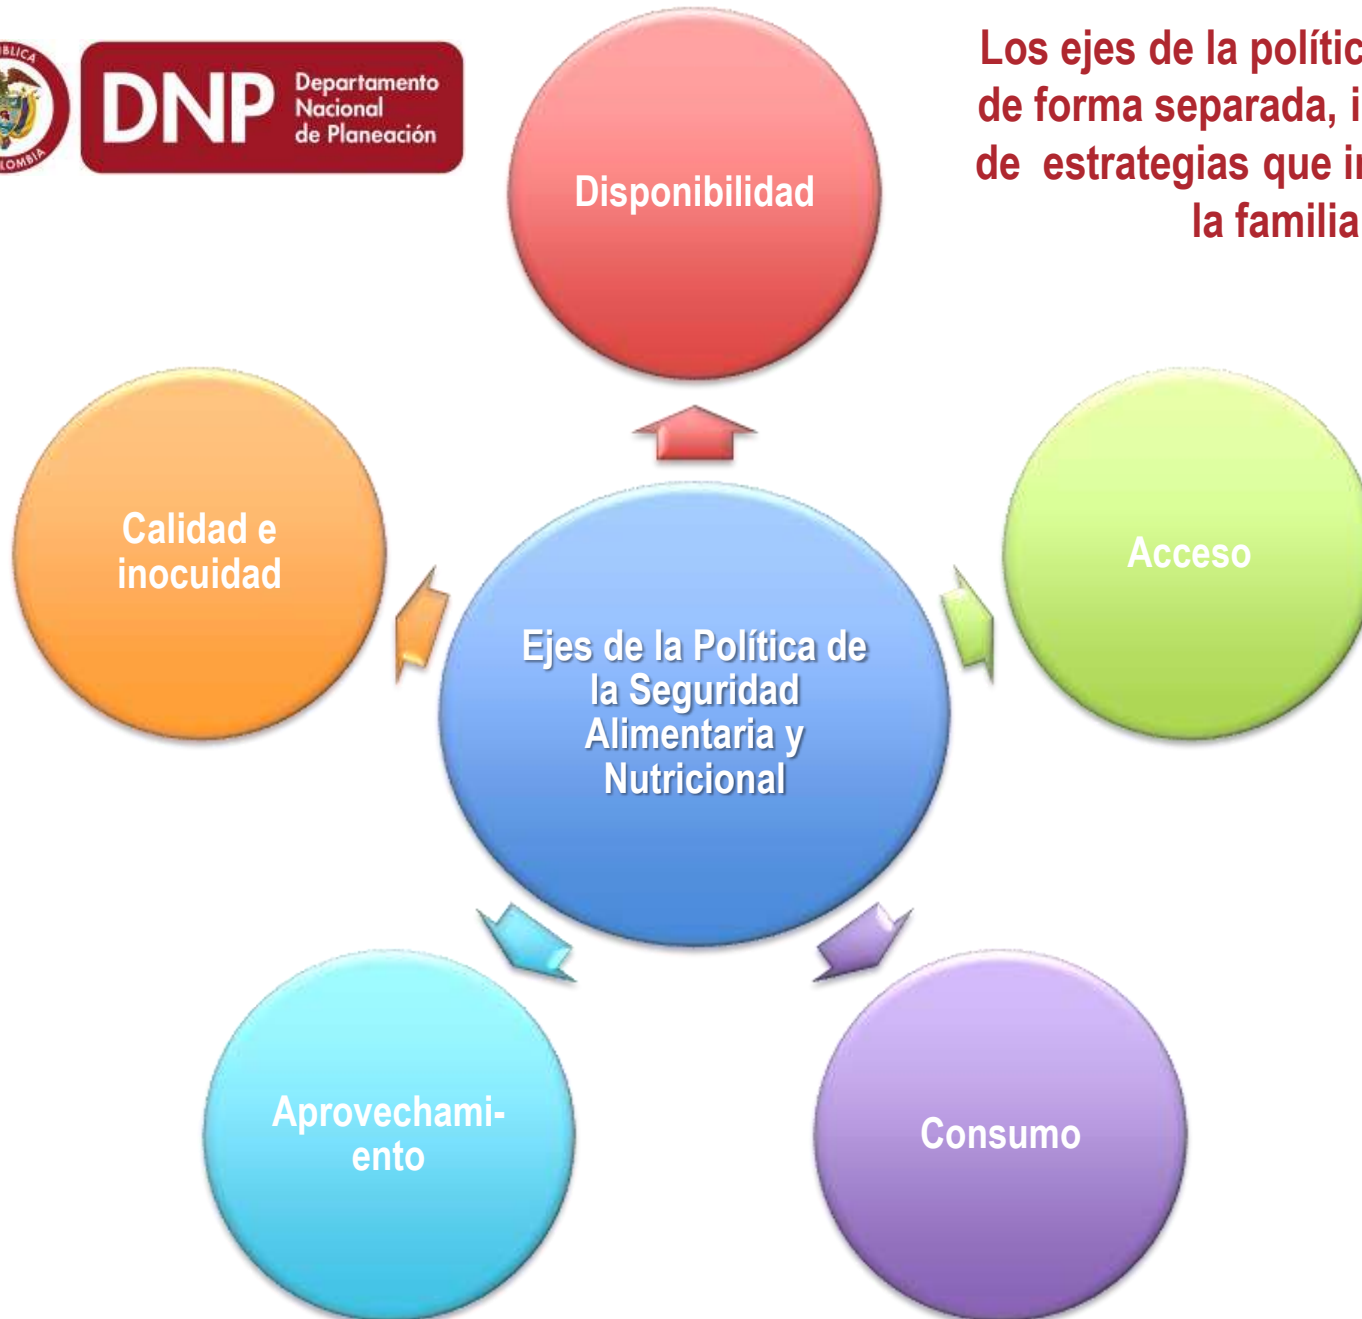 DNP
Departamento
Nacional
de Planeación
Los ejes de la
de forma separada,
de estrategias que
la familia
Disponibilidad
Calidad e
inocuidad
Acceso
Ejes de la Política de
la Seguridad
Alimentaria y
Nutricional
Aprovechami-
ento
Consumo